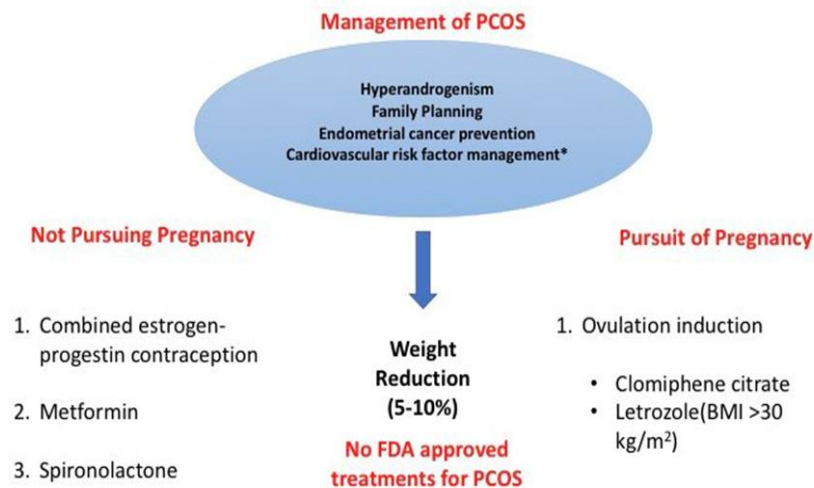 Management of PCOS
Hyperandrogenism
Family Planning
Endometrial cancer prevention
Cardiovascular risk factor management*
Not Pursuing Pregnancy
1. Combined estrogen-
progestin contraception
2. Metformin
3. Spironolactone
Weight
Reduction
(5-10%)
No FDA approved
treatments for PCOS
Pursuit of Pregnancy
1. Ovulation induction
• Clomiphene citrate
• Letrozole(BMI >30
kg/m²)